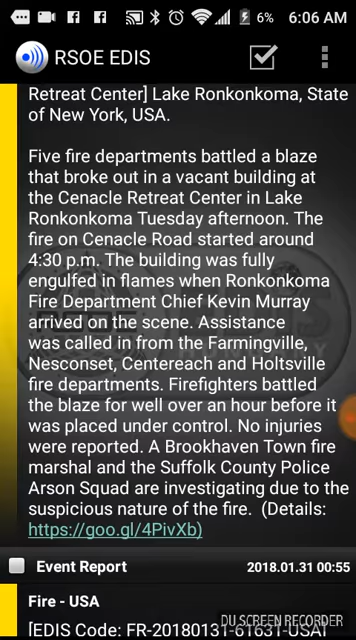 6% 6:06 AM
RSOE EDIS
Retreat Center] Lake Ronkonkoma, State
of New York, USA.
Five fire departments battled a blaze
that broke out in a vacant building at
the Cenacle Retreat Center in Lake
Ronkonkoma Tuesday afternoon. The
fire on Cenacle Road started around
4:30 p.m. The building was fully
engulfed in flames when Ronkonkoma
Fire Department Chief Kevin Murray
arrived on the scene. Assistance
was called in from the Farmingville,
Nesconset, Centereach and Holtsville
fire departments. Firefighters battled
the blaze for well over an hour before it
was placed under control. No injuries
were reported. A Brookhaven Town fire
marshal and the Suffolk County Police
Arson Squad are investigating due to the
suspicious nature of the fire.  (Details:
https://goo.gl/4PivXb)
Event Report 2018.01.31 00:55
Fire - USA
DU SCREEN RECORDER
[EDIS Code: FR-20180131-61631-USA]